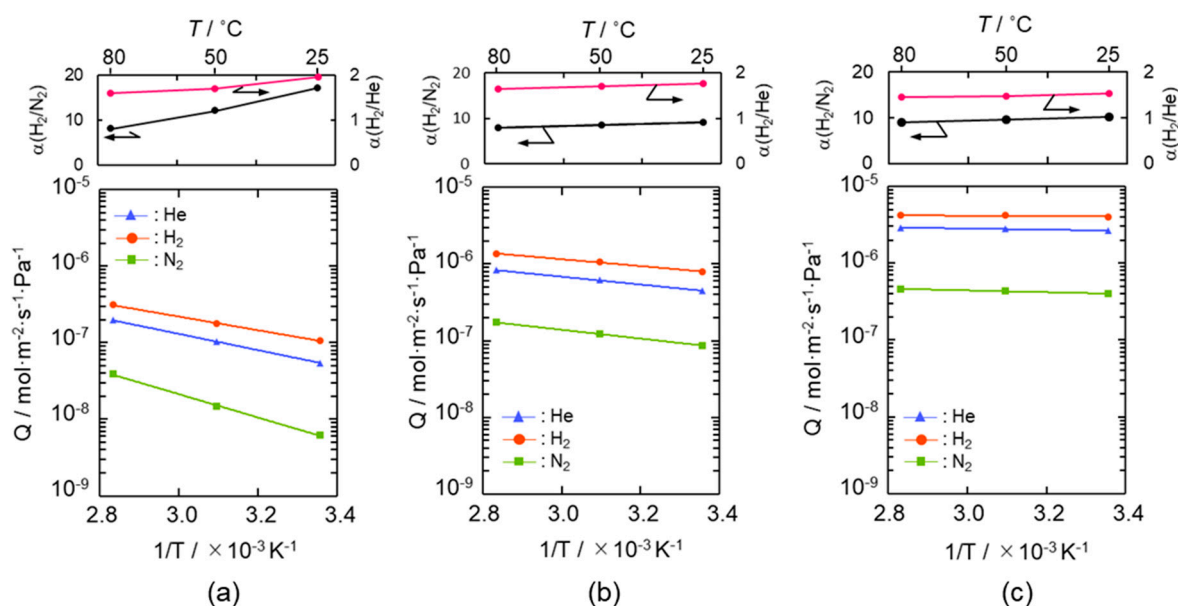 T / °C
80 50 25
20
10
0
α(H₂/N₂)
2
1
0
α(H₂/He)
10⁻⁵
10⁻⁶
10⁻⁷
10⁻⁸
10⁻⁹
Q / mol·m⁻²·s⁻¹·Pa⁻¹
: He
: H₂
: N₂
2.8 3.0 3.2 3.4
1/T / ×10⁻³ K⁻¹
(a)
T / °C
80 50 25
20
10
0
α(H₂/N₂)
2
1
0
α(H₂/He)
10⁻⁵
10⁻⁶
10⁻⁷
10⁻⁸
10⁻⁹
Q / mol·m⁻²·s⁻¹·Pa⁻¹
: He
: H₂
: N₂
2.8 3.0 3.2 3.4
1/T / ×10⁻³ K⁻¹
(b)
T / °C
80 50 25
20
10
0
α(H₂/N₂)
2
1
0
α(H₂/He)
10⁻⁵
10⁻⁶
10⁻⁷
10⁻⁸
10⁻⁹
Q / mol·m⁻²·s⁻¹·Pa⁻¹
: He
: H₂
: N₂
2.8 3.0 3.2 3.4
1/T / ×10⁻³ K⁻¹
(c)